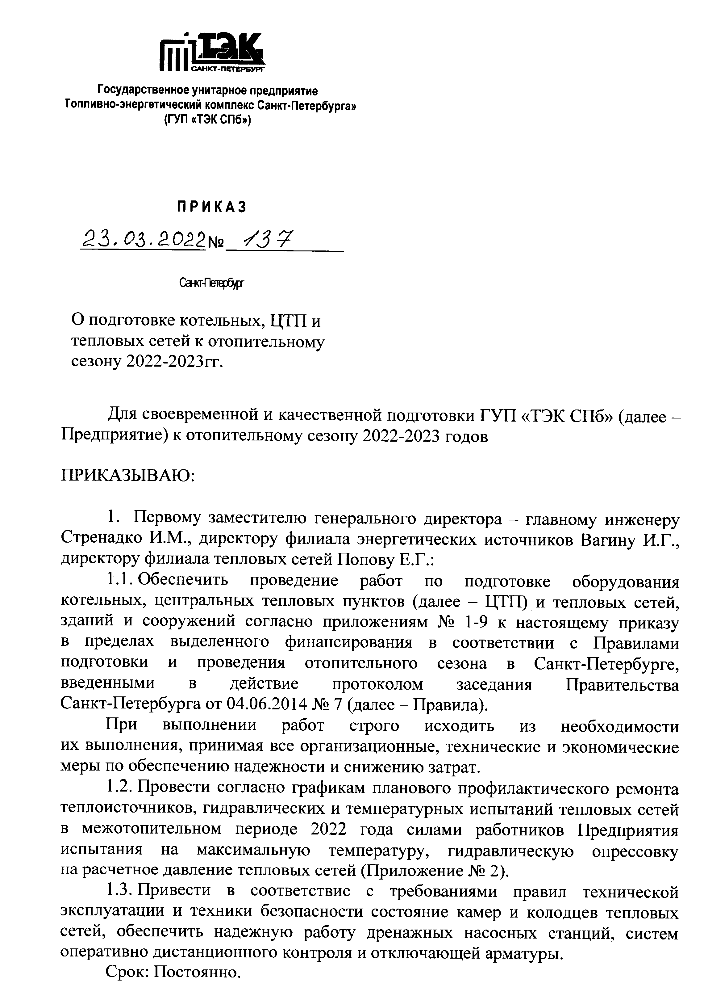 ТЭК
САНКТ-ПЕТЕРБУРГ
Государственное унитарное предприятие
Топливно-энергетический комплекс Санкт-Петербурга»
(ГУП «ТЭК СПб»)
ПРИКАЗ
23.03.2022 № 137
Санкт-Петербург
О подготовке котельных, ЦТП и
тепловых сетей к отопительному
сезону 2022-2023гг.
Для своевременной и качественной подготовки ГУП «ТЭК СПб» (далее –
Предприятие) к отопительному сезону 2022-2023 годов
ПРИКАЗЫВАЮ:
1. Первому заместителю генерального директора – главному инженеру
Стренадко И.М., директору филиала энергетических источников Вагину И.Г.,
директору филиала тепловых сетей Попову Е.Г.:
1.1. Обеспечить проведение работ по подготовке оборудования
котельных, центральных тепловых пунктов (далее – ЦТП) и тепловых сетей,
зданий и сооружений согласно приложениям № 1-9 к настоящему приказу
в пределах выделенного финансирования в соответствии с Правилами
подготовки и проведения отопительного сезона в Санкт-Петербурге,
введенными в действие протоколом заседания Правительства
Санкт-Петербурга от 04.06.2014 № 7 (далее – Правила).
При выполнении работ строго исходить из необходимости
их выполнения, принимая все организационные, технические и экономические
меры по обеспечению надежности и снижению затрат.
1.2. Провести согласно графикам планового профилактического ремонта
теплоисточников, гидравлических и температурных испытаний тепловых сетей
в межотопительном периоде 2022 года силами работников Предприятия
испытания на максимальную температуру, гидравлическую опрессовку
на расчетное давление тепловых сетей (Приложение № 2).
1.3. Привести в соответствие с требованиями правил технической
эксплуатации и техники безопасности состояние камер и колодцев тепловых
сетей, обеспечить надежную работу дренажных насосных станций, систем
оперативно дистанционного контроля и отключающей арматуры.
Срок: Постоянно.